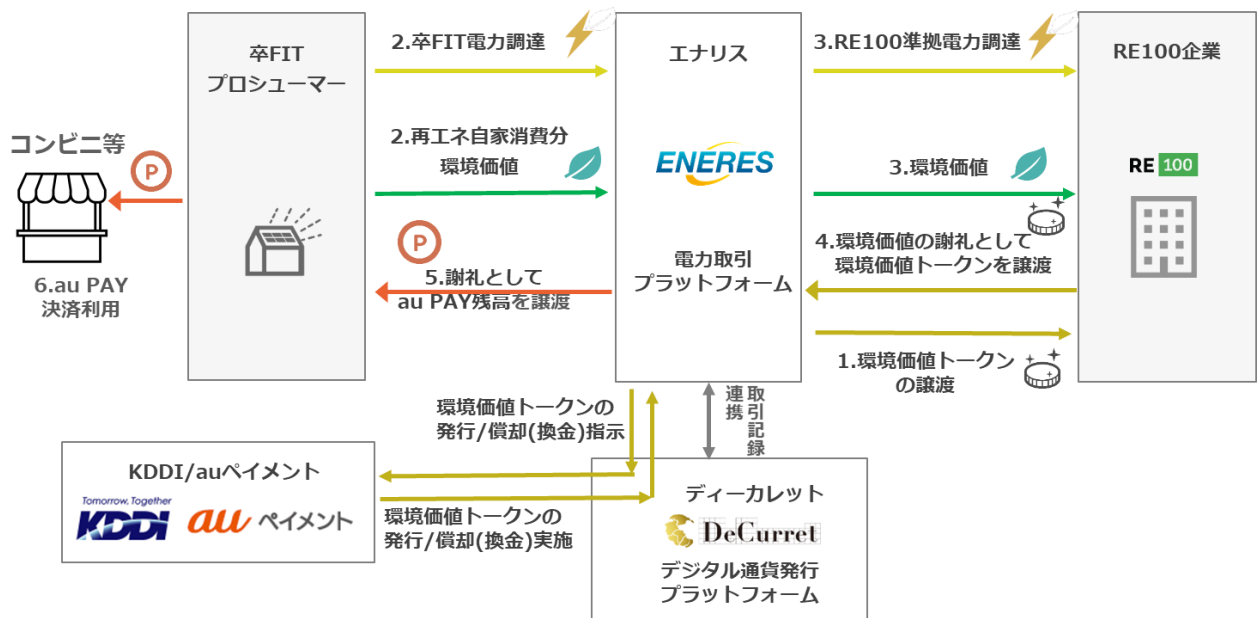 卒FIT
プロシューマー
2.卒FIT電力調達
エナリス
3.RE100準拠電力調達
RE100企業
コンビニ等
P
2.再エネ自家消費分
環境価値
ENERES
3.環境価値
RE 100
P
電力取引
プラットフォーム
4.環境価値の謝礼として
環境価値トークンを譲渡
6.au PAY
決済利用
5.謝礼として
au PAY残高を譲渡
1.環境価値トークン
の譲渡
環境価値トークンの
発行/償却(換金)指示
取引記録
連携
KDDI/auペイメント
Tomorrow, Together
KDDI
au ペイメント
環境価値トークンの
発行/償却(換金)実施
ディーカレット
DeCurret
デジタル通貨発行
プラットフォーム